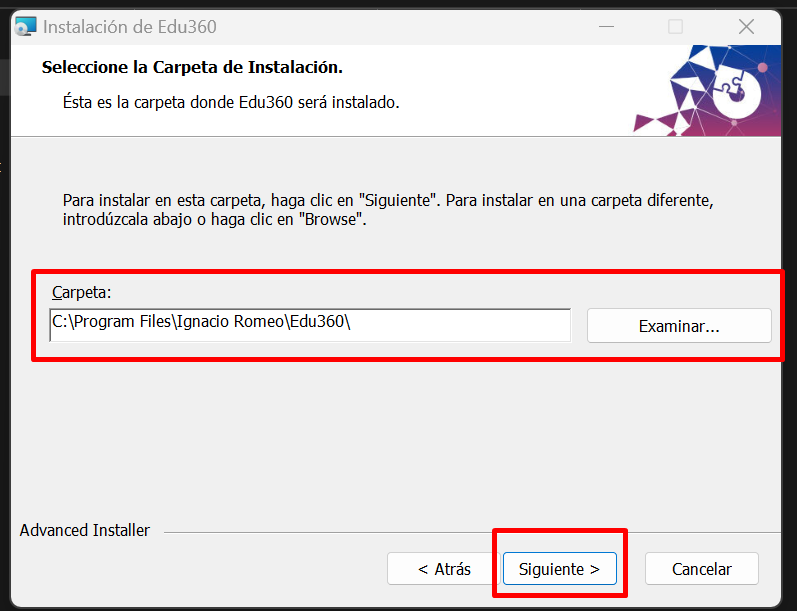 Instalación de Edu360
Seleccione la Carpeta de Instalación.
Ésta es la carpeta donde Edu360 será instalado.
Para instalar en esta carpeta, haga clic en "Siguiente". Para instalar en una carpeta diferente,
introdúzcala abajo o haga clic en "Browse".
Carpeta:
C:\Program Files\Ignacio Romeo\Edu360\
Examinar...
Advanced Installer
< Atrás
Siguiente >
Cancelar